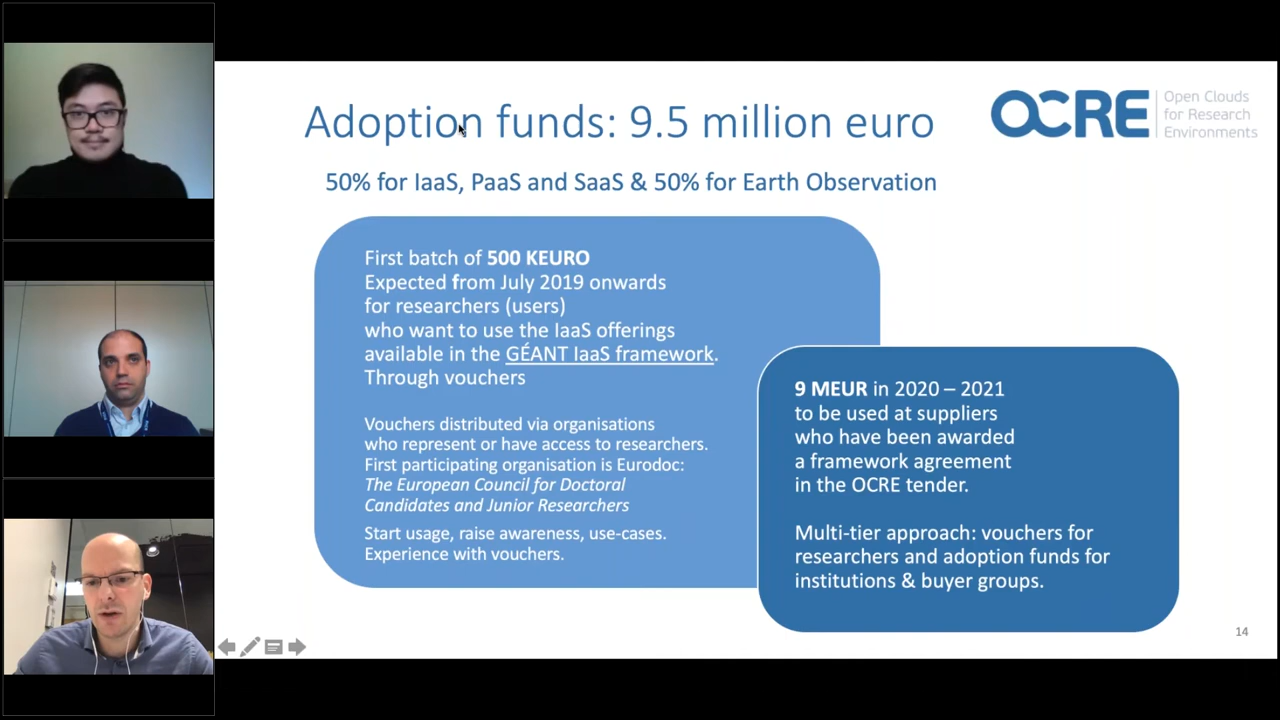 Adoption funds: 9.5 million euro
OCRE
Open Clouds
for Research
Environments
50% for IaaS, PaaS and SaaS & 50% for Earth Observation
First batch of 500 KEURO
Expected from July 2019 onwards
for researchers (users)
who want to use the IaaS offerings
available in the GÉANT IaaS framework.
Through vouchers
Vouchers distributed via organisations
who represent or have access to researchers.
First participating organisation is Eurodoc:
The European Council for Doctoral
Candidates and Junior Researchers
Start usage, raise awareness, use-cases.
Experience with vouchers.
9 MEUR in 2020 – 2021
to be used at suppliers
who have been awarded
a framework agreement
in the OCRE tender.
Multi-tier approach: vouchers for
researchers and adoption funds for
institutions & buyer groups.
14